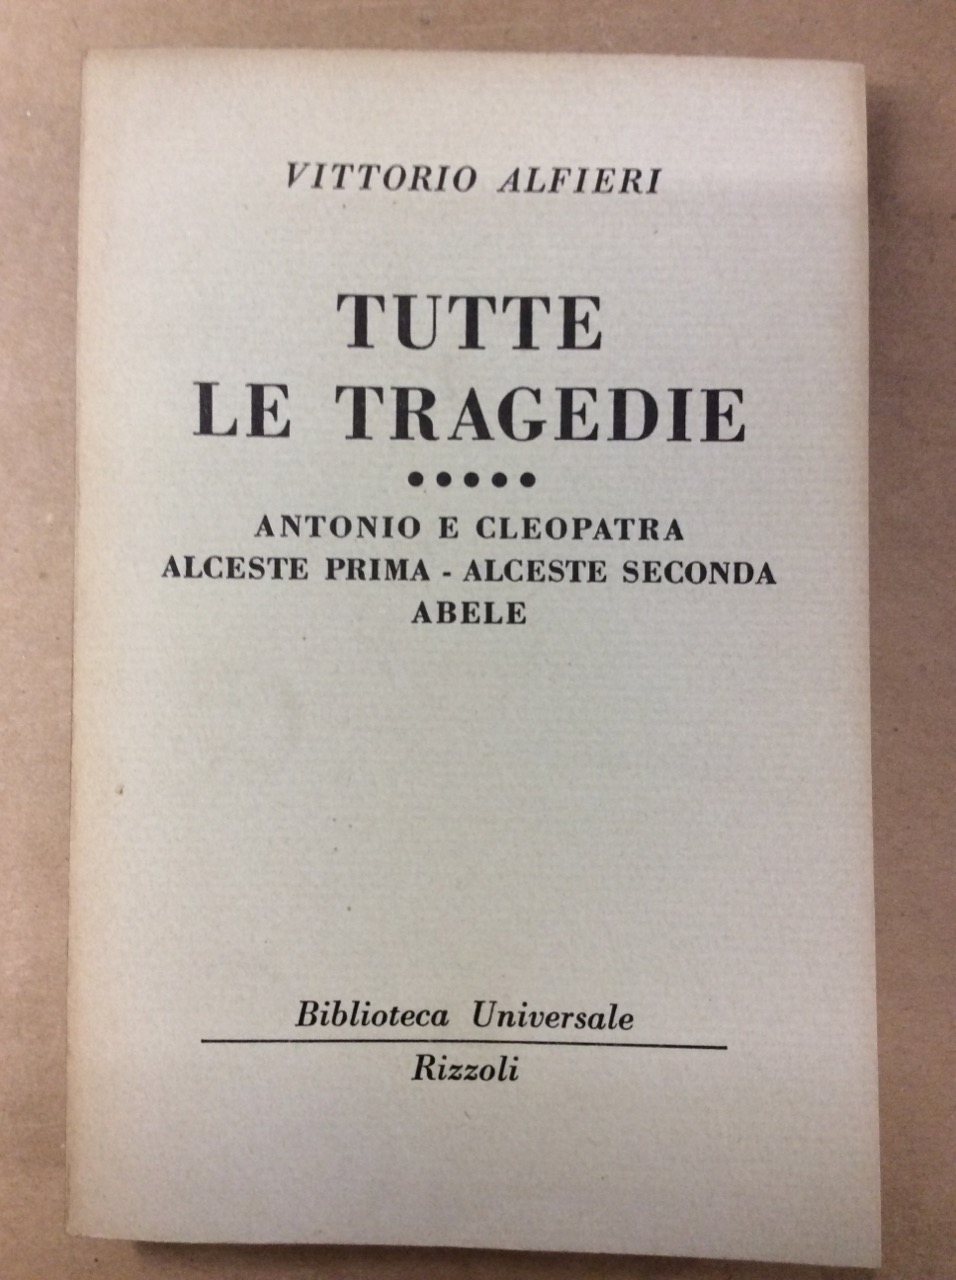 VITTORIO ALFIERI
TUTTE
LE TRAGEDIE
•••••
ANTONIO E CLEOPATRA
ALCESTE PRIMA - ALCESTE SECONDA
ABELE
Biblioteca Universale
Rizzoli